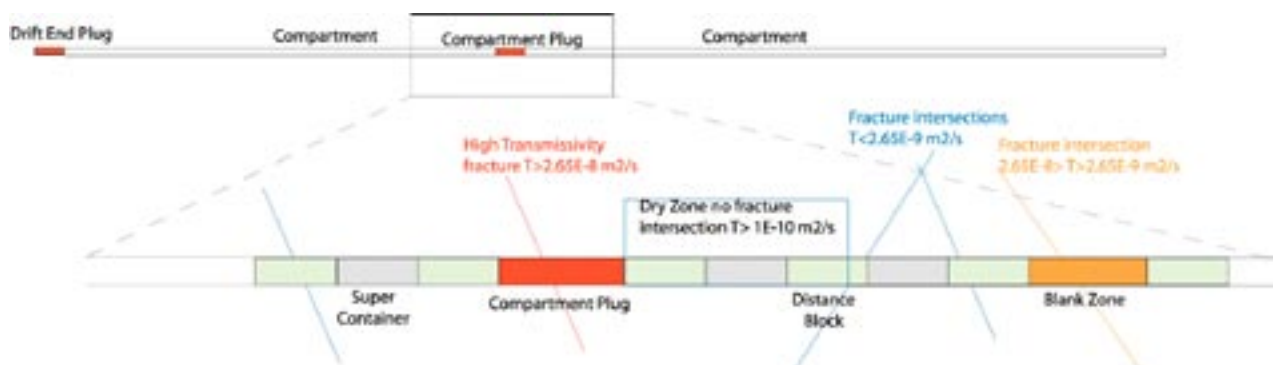 Drift End Plug
Compartment
Compartment Plug
Compartment
High Transmissivity
fracture T>2.65E-8 m2/s
Fracture Intersections
T<2.65E-9 m2/s
Fracture Intersection
2.65E-8> T>2.65E-9 m2/s
Dry Zone no fracture
intersection T> 1E-10 m2/s
Super
Container
Compartment Plug
Distance
Block
Blank Zone